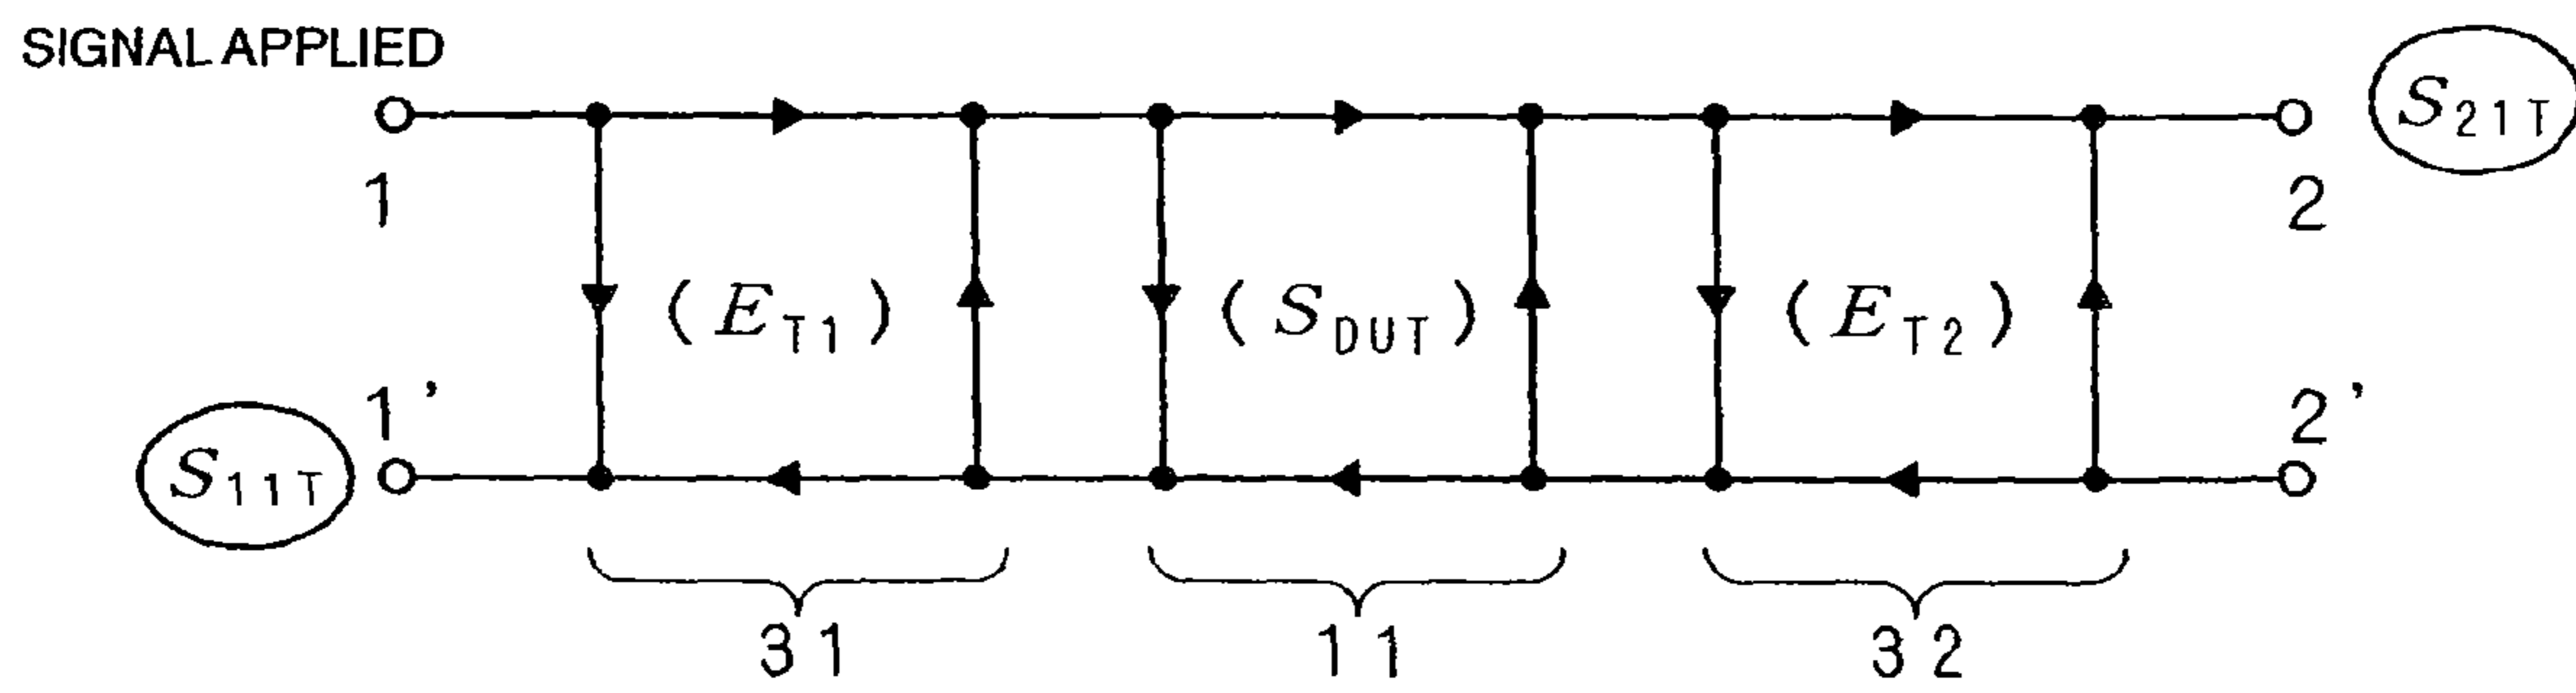 SIGNAL APPLIED
S21T
1
2
(ET1) (SDUT) (ET2)
1'
2'
S11T
31 11 32